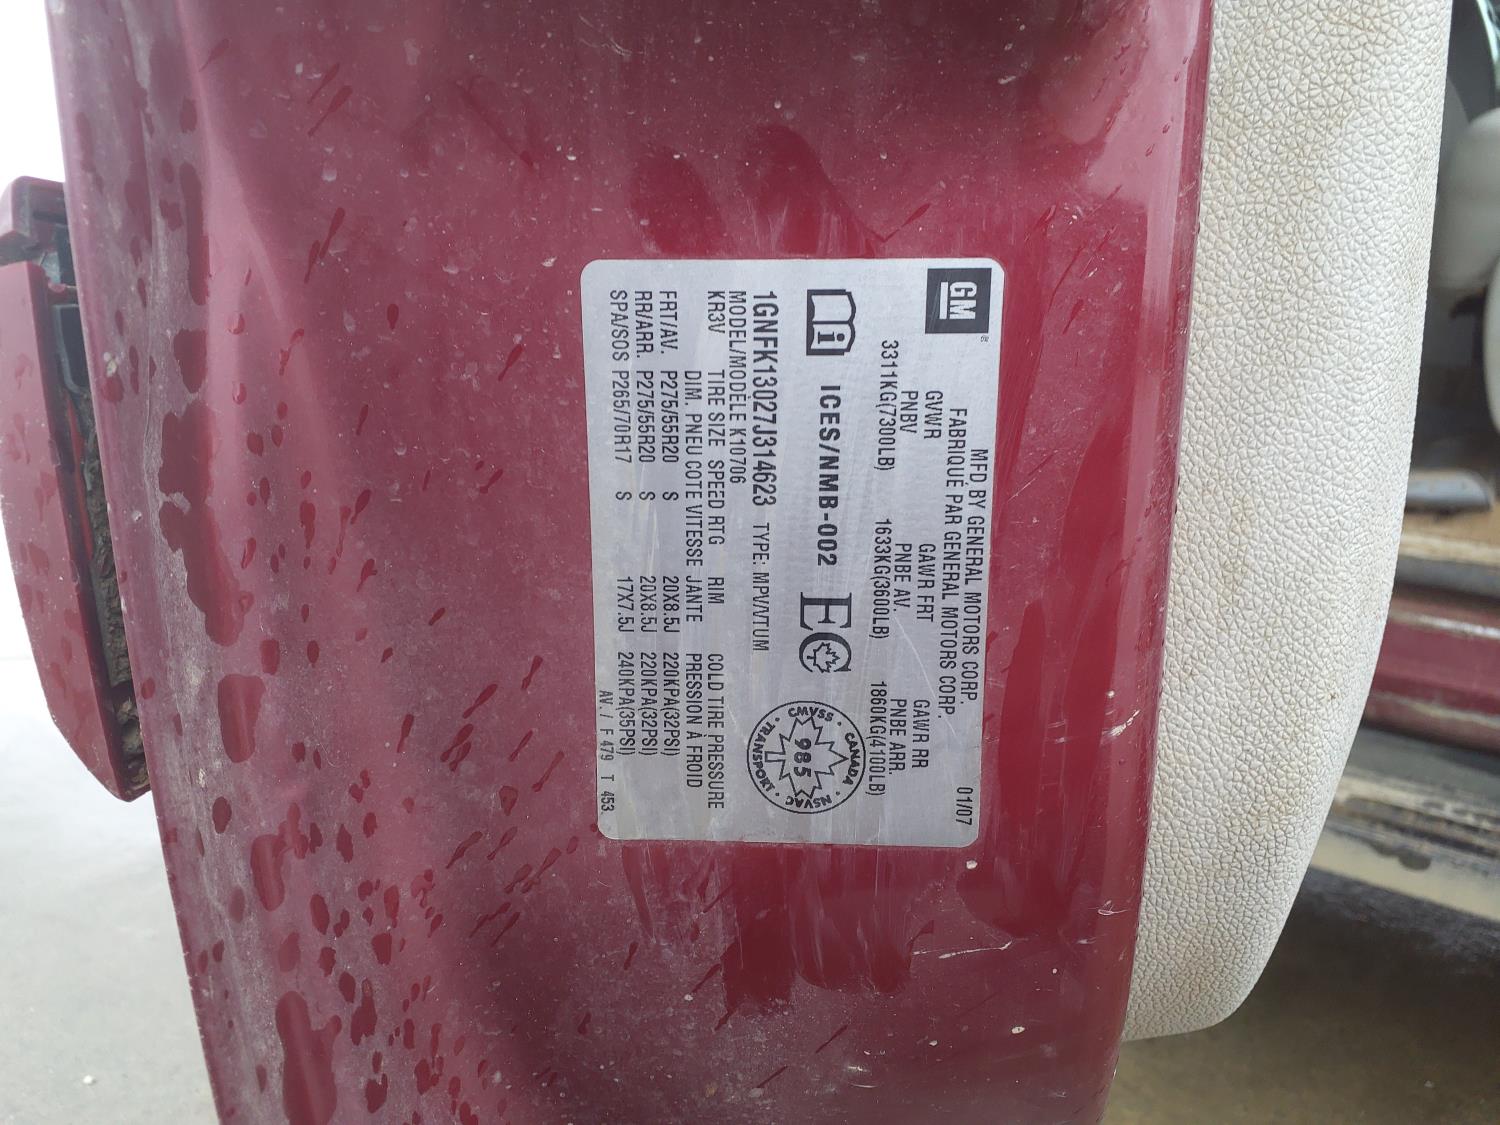 GM
MFD BY GENERAL MOTORS CORP.
FABRIQUÉ PAR GENERAL MOTORS CORP.
01/07
GVWR GAWR FRT GAWR RR
PNBV PNBE AV. PNBE ARR.
3311KG(7300LB) 1633KG(3600LB) 1860KG(4100LB)
i ICES/NMB-002 EC
CANADA · NSVAC · TRANSPORT · CMVSS ·
985
1GNFK13027J314623 TYPE: MPV/VTUM
MODEL/MODÈLE K10706
KR3V TIRE SIZE SPEED RTG RIM COLD TIRE PRESSURE
DIM. PNEU COTE VITESSE JANTE PRESSION À FROID
FRT/AV. P275/55R20 S 20X8.5J 220KPA(32PSI)
RR/ARR. P275/55R20 S 20X8.5J 220KPA(32PSI)
SPA/SOS P265/70R17 S 17X7.5J 240KPA(35PSI)
AV. / F 479 T 453.